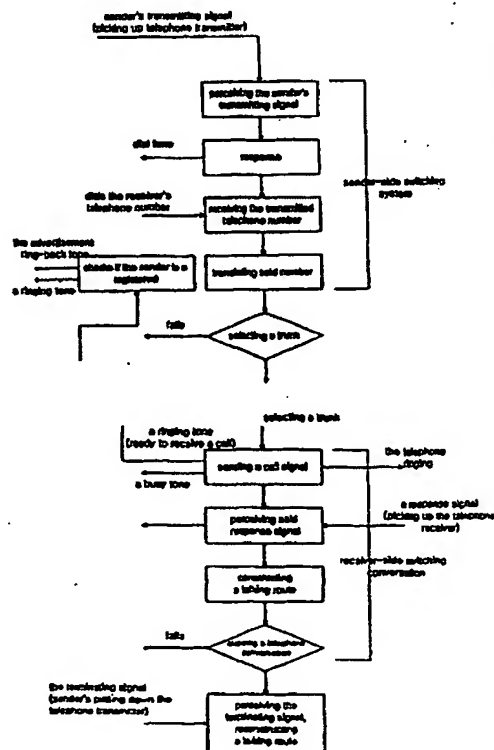 sender's transmitting signal
(picking up telephone transmitter)
perceiving the sender's
transmitting signal
dial tone
response
sender-side switching
system
dials the receiver's
telephone number
receiving the transmitted
telephone number
the advertisement
ring-back tone
a ringing tone
checks if the sender is a
registered
translating said number
fails
selecting a trunk
a ringing tone
(ready to receive a call)
selecting a trunk
sending a call signal
the telephone
ringing
a busy tone
perceiving said
response signal
a response signal
(picking up the telephone
receiver)
receiver-side switching
conversation
constructing
a talking route
fails
during a telephone
conversation
the terminating signal
(sender's putting down the
telephone transmitter)
perceiving the
terminating signal,
reconstructing
a talking route